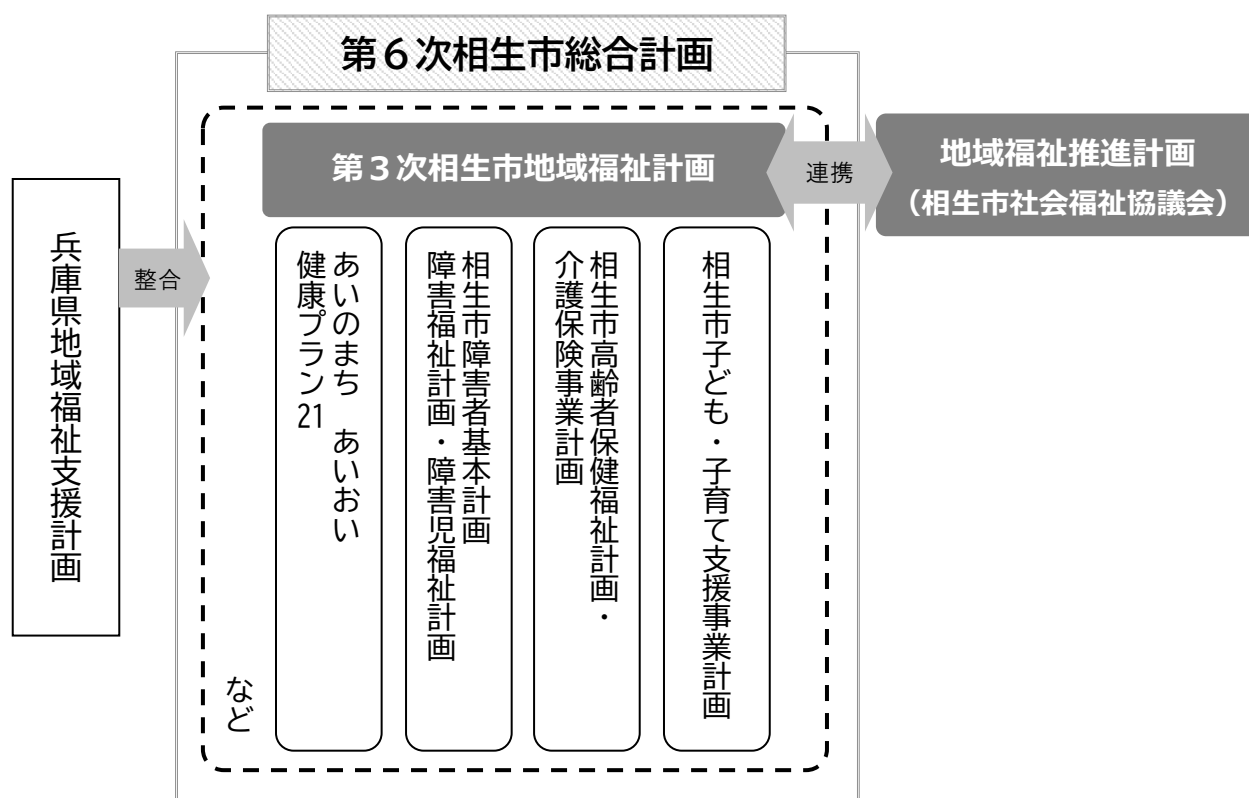 第６次相生市総合計画
第３次相生市地域福祉計画
連携
地域福祉推進計画
（相生市社会福祉協議会）
兵庫県地域福祉支援計画
整合
相生市子ども・子育て支援事業計画
相生市高齢者保健福祉計画・
介護保険事業計画
相生市障害者基本計画
障害福祉計画・障害児福祉計画
あいのまち　あいおい
健康プラン21
など